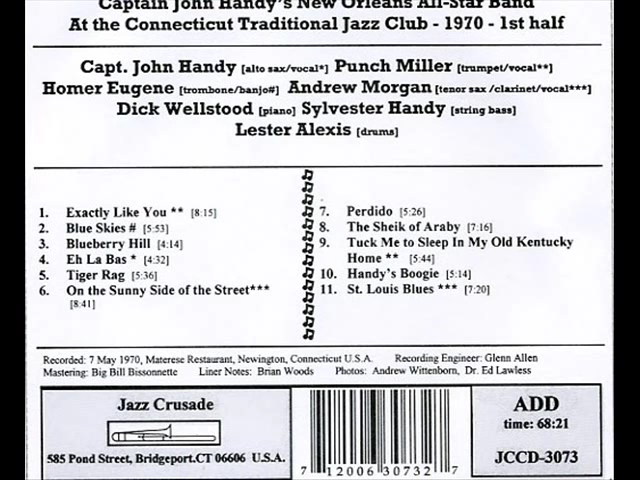 Captain John Handy's New Orleans All-Star Band
At the Connecticut Traditional Jazz Club - 1970 - 1st half
Capt. John Handy [alto sax/vocal*] Punch Miller [trumpet/vocal**]
Homer Eugene [trombone/banjo#] Andrew Morgan [tenor sax /clarinet/vocal***]
Dick Wellstood [piano] Sylvester Handy [string bass]
Lester Alexis [drums]
1. Exactly Like You ** [8:15]
2. Blue Skies # [5:53]
3. Blueberry Hill [4:14]
4. Eh La Bas * [4:32]
5. Tiger Rag [5:36]
6. On the Sunny Side of the Street***
[8:41]
7. Perdido [5:26]
8. The Sheik of Araby [7:16]
9. Tuck Me to Sleep In My Old Kentucky
Home ** [5:44]
10. Handy's Boogie [5:14]
11. St. Louis Blues *** [7:20]
Recorded: 7 May 1970, Materese Restaurant, Newington, Connecticut U.S.A. Recording Engineer: Glenn Allen
Mastering: Big Bill Bissonnette Liner Notes: Brian Woods Photos: Andrew Wittenborn, Dr. Ed Lawless
Jazz Crusade
585 Pond Street, Bridgeport.CT 06606 U.S.A.
7 12006 30732 7
ADD
time: 68:21
JCCD-3073